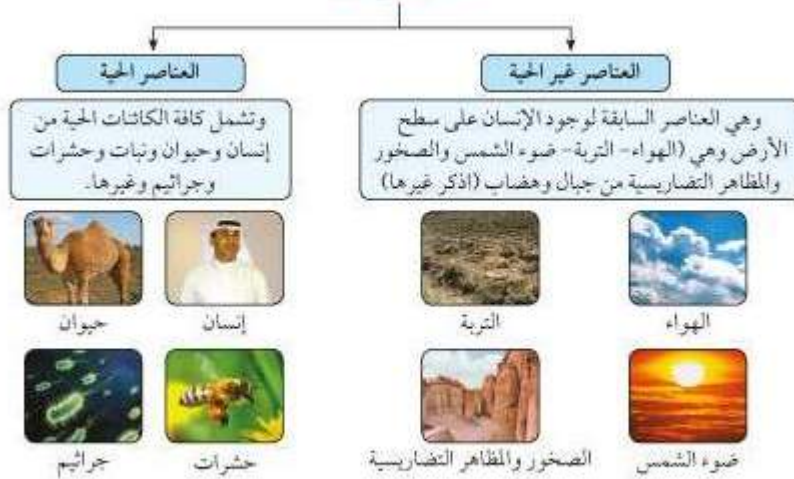 العناصر غير الحية
وهي العناصر السابقة لوجود الإنسان على سطح
الأرض وهي (الهواء- التربة- ضوء الشمس والصخور
والمظاهر التضاريسية من جبال وهضاب (اذكر غيرها)
الهواء
التربة
ضوء الشمس
الصخور والمظاهر التضاريسية
العناصر الحية
وتشمل كافة الكائنات الحية من
إنسان وحيوان ونبات وحشرات
وجراثيم وغيرها.
إنسان
حيوان
حشرات
جراثيم